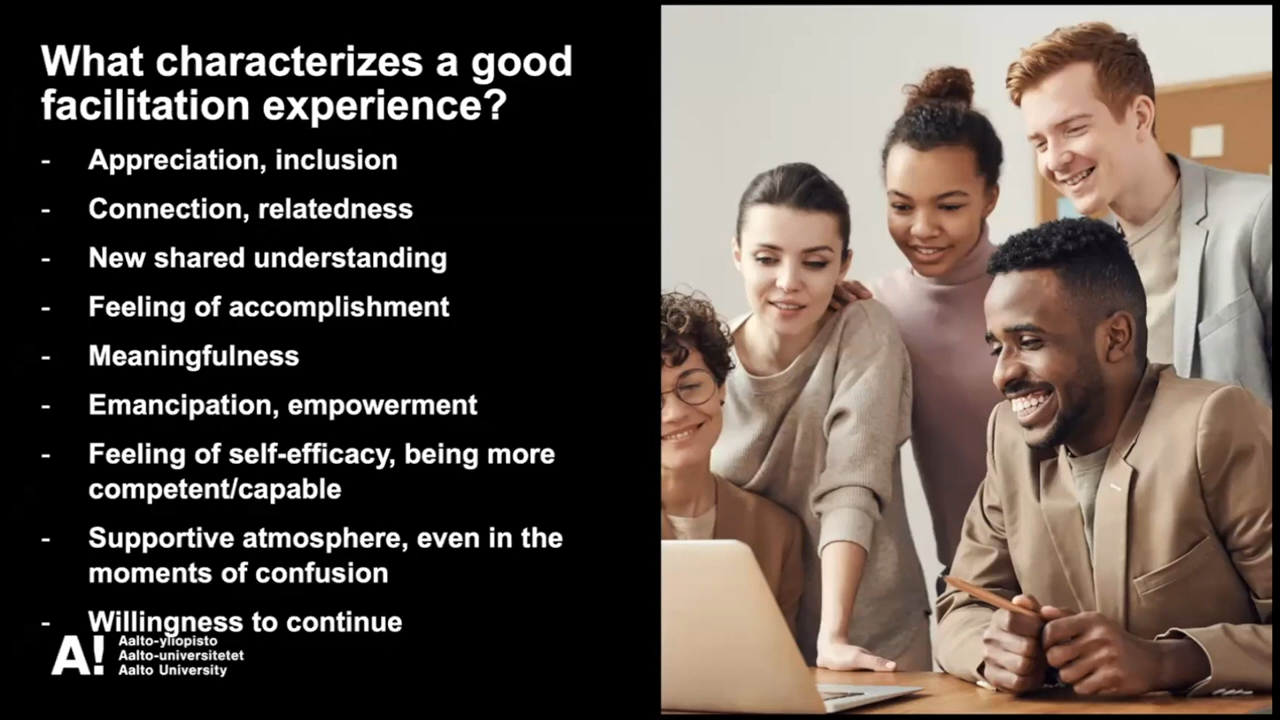 What characterizes a good
facilitation experience?
- Appreciation, inclusion
- Connection, relatedness
- New shared understanding
- Feeling of accomplishment
- Meaningfulness
- Emancipation, empowerment
- Feeling of self-efficacy, being more
competent/capable
- Supportive atmosphere, even in the
moments of confusion
- Willingness to continue
A! Aalto-yliopisto
Aalto-universitetet
Aalto University